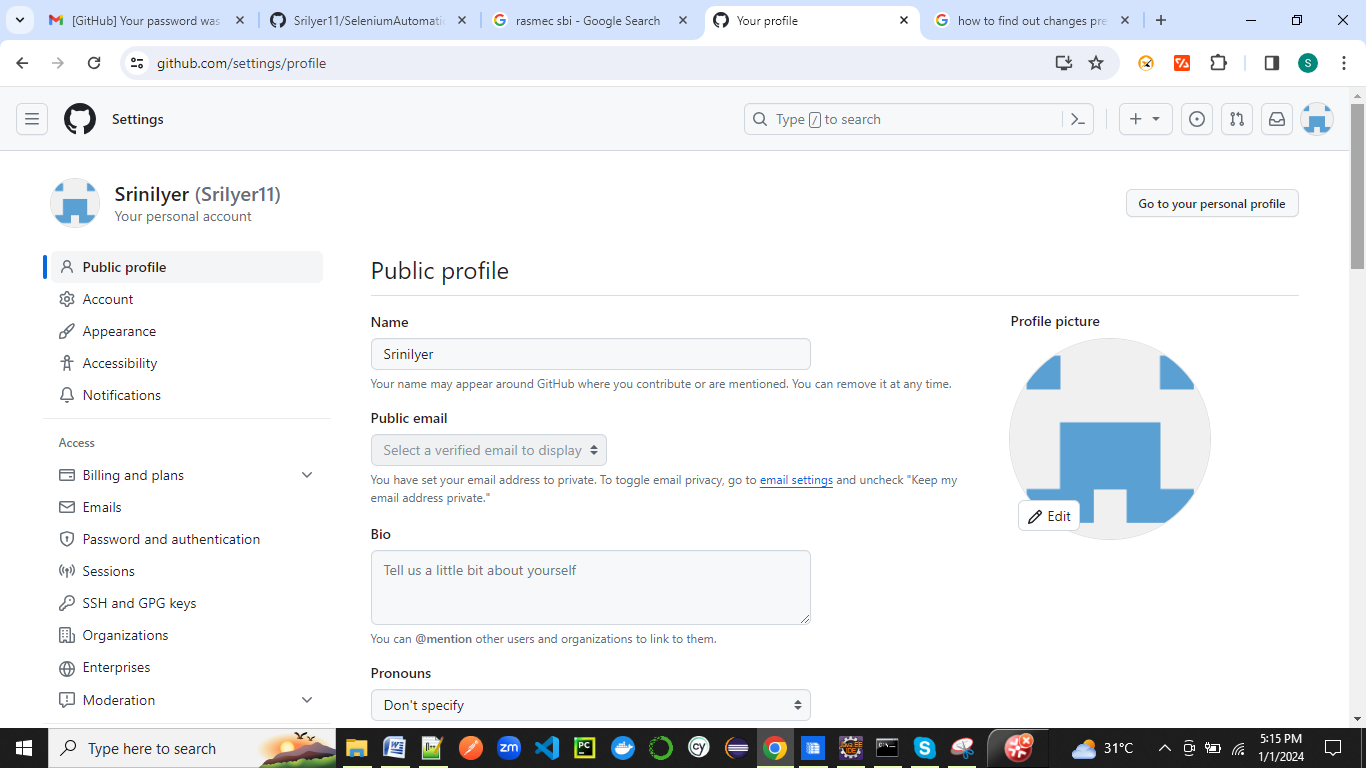 [GitHub] Your password was
SriIyer11/SeleniumAutomatio
rasmec sbi - Google Search
Your profile
how to find out changes pre
github.com/settings/profile
S
Settings
Type / to search
SriniIyer (SriIyer11)
Your personal account
Go to your personal profile
Public profile
Account
Appearance
Accessibility
Notifications
Access
Billing and plans
Emails
Password and authentication
Sessions
SSH and GPG keys
Organizations
Enterprises
Moderation
Public profile
Name
SriniIyer
Your name may appear around GitHub where you contribute or are mentioned. You can remove it at any time.
Public email
Select a verified email to display
You have set your email address to private. To toggle email privacy, go to email settings and uncheck "Keep my
email address private."
Bio
Tell us a little bit about yourself
You can @mention other users and organizations to link to them.
Pronouns
Don't specify
Profile picture
Edit
Type here to search
zm
PC
cy
31°C
5:15 PM
1/1/2024